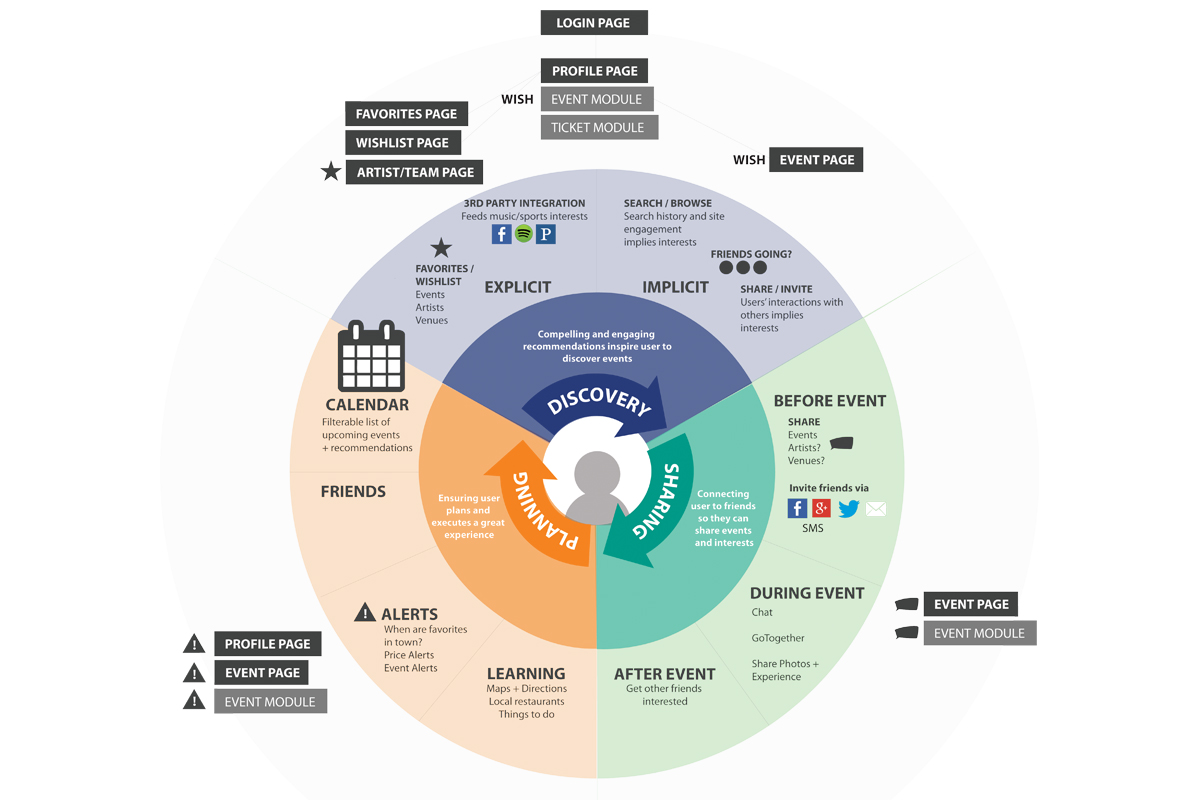 LOGIN PAGE
PROFILE PAGE
WISH EVENT MODULE
TICKET MODULE
FAVORITES PAGE
WISHLIST PAGE
ARTIST/TEAM PAGE
WISH EVENT PAGE
3RD PARTY INTEGRATION
Feeds music/sports interests
f P
FAVORITES /
WISHLIST
Events
Artists
Venues
EXPLICIT
SEARCH / BROWSE
Search history and site
engagement
implies interests
FRIENDS GOING?
IMPLICIT
SHARE / INVITE
Users' interactions with
others implies
interests
Compelling and engaging
recommendations inspire user to
discover events
DISCOVERY
SHARING
PLANNING
CALENDAR
Filterable list of
upcoming events
+ recommendations
FRIENDS
Ensuring user
plans and
executes a great
experience
Connecting
user to friends
so they can
share events
and interests
BEFORE EVENT
SHARE
Events
Artists?
Venues?
Invite friends via
f g+
SMS
DURING EVENT
Chat
GoTogether
Share Photos +
Experience
EVENT PAGE
EVENT MODULE
! ALERTS
When are favorites
in town?
Price Alerts
Event Alerts
! PROFILE PAGE
! EVENT PAGE
! EVENT MODULE
LEARNING
Maps + Directions
Local restaurants
Things to do
AFTER EVENT
Get other friends
interested